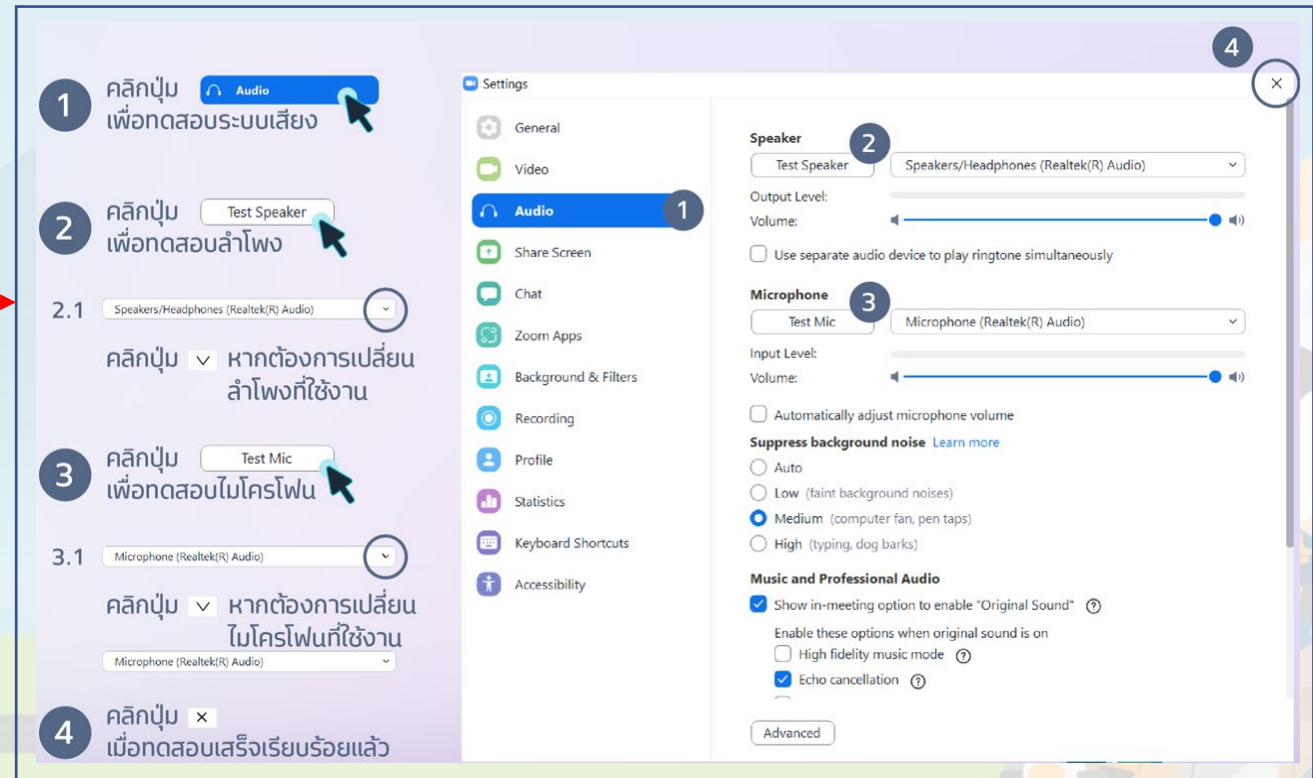 1 คลิกปุ่ม Audio
เพื่อทดสอบระบบเสียง
2 คลิกปุ่ม Test Speaker
เพื่อทดสอบลำโพง
2.1 Speakers/Headphones (Realtek(R) Audio)
คลิกปุ่ม หากต้องการเปลี่ยน
ลำโพงที่ใช้งาน
3 คลิกปุ่ม Test Mic
เพื่อทดสอบไมโครโฟน
3.1 Microphone (Realtek(R) Audio)
คลิกปุ่ม หากต้องการเปลี่ยน
ไมโครโฟนที่ใช้งาน
Microphone (Realtek(R) Audio)
4 คลิกปุ่ม ×
เมื่อทดสอบเสร็จเรียบร้อยแล้ว
4
Settings
General
Video
Audio 1
Share Screen
Chat
Zoom Apps
Background & Filters
Recording
Profile
Statistics
Keyboard Shortcuts
Accessibility
Speaker
2
Test Speaker Speakers/Headphones (Realtek(R) Audio)
Output Level:
Volume:
Use separate audio device to play ringtone simultaneously
Microphone
3
Test Mic Microphone (Realtek(R) Audio)
Input Level:
Volume:
Automatically adjust microphone volume
Suppress background noise Learn more
Auto
Low (faint background noises)
Medium (computer fan, pen taps)
High (typing, dog barks)
Music and Professional Audio
Show in-meeting option to enable "Original Sound" ?
Enable these options when original sound is on
High fidelity music mode ?
Echo cancellation ?
Advanced